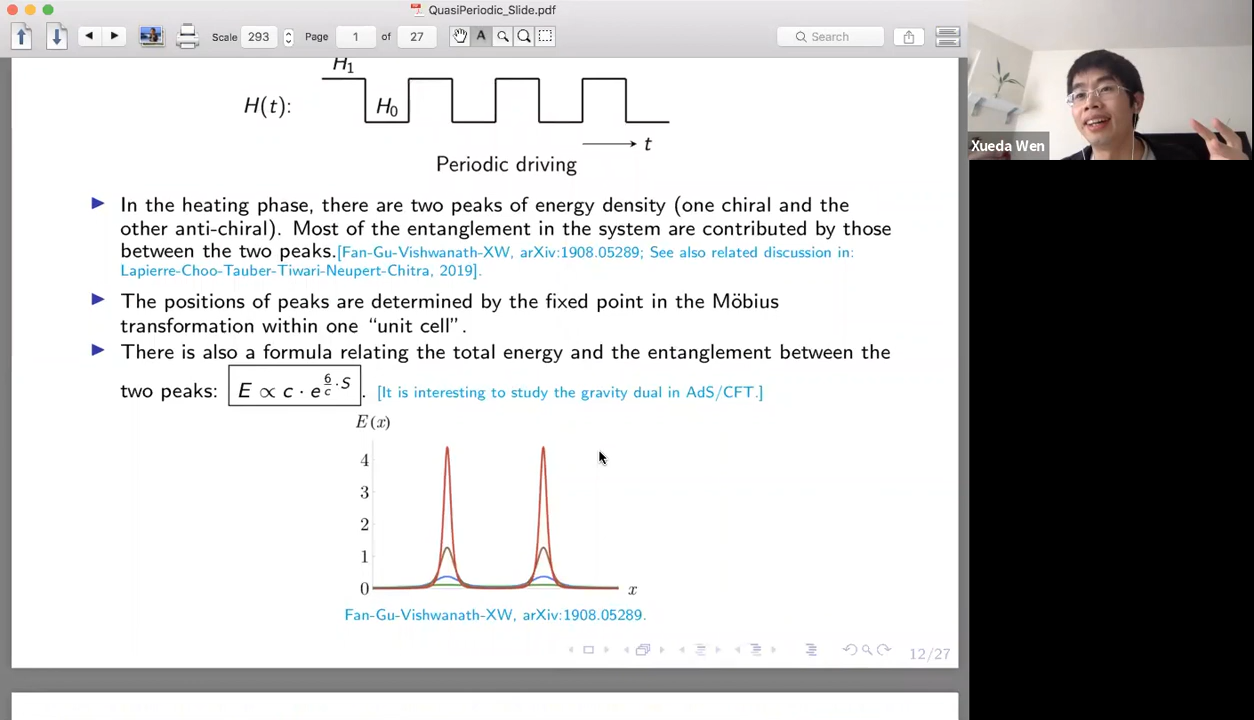 QuasiPeriodic_Slide.pdf
Scale 293 Page 1 of 27 A Search
H1
H(t): H0
t
Periodic driving
In the heating phase, there are two peaks of energy density (one chiral and the
other anti-chiral). Most of the entanglement in the system are contributed by those
between the two peaks.[Fan-Gu-Vishwanath-XW, arXiv:1908.05289; See also related discussion in:
Lapierre-Choo-Tauber-Tiwari-Neupert-Chitra, 2019].
The positions of peaks are determined by the fixed point in the Möbius
transformation within one “unit cell”.
There is also a formula relating the total energy and the entanglement between the
two peaks: E ∝ c · e^{6/c · S}. [It is interesting to study the gravity dual in AdS/CFT.]
E(x)
4
3
2
1
0
x
Fan-Gu-Vishwanath-XW, arXiv:1908.05289.
12/27
Xueda Wen